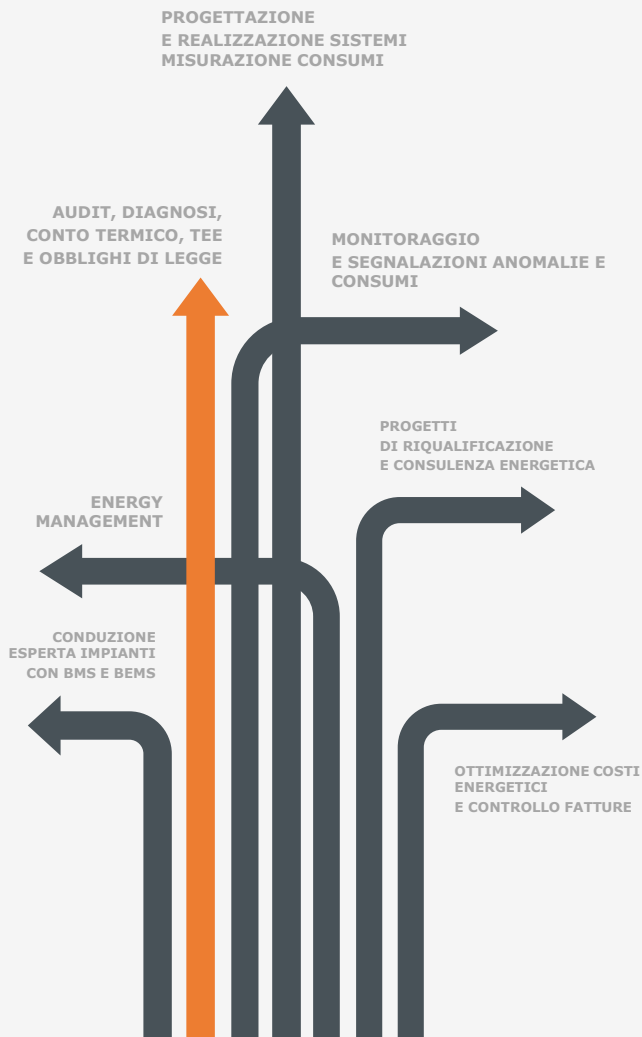 PROGETTAZIONE
E REALIZZAZIONE SISTEMI
MISURAZIONE CONSUMI
AUDIT, DIAGNOSI,
CONTO TERMICO, TEE
E OBBLIGHI DI LEGGE
MONITORAGGIO
E SEGNALAZIONI ANOMALIE E
CONSUMI
PROGETTI
DI RIQUALIFICAZIONE
E CONSULENZA ENERGETICA
ENERGY
MANAGEMENT
CONDUZIONE
ESPERTA IMPIANTI
CON BMS E BEMS
OTTIMIZZAZIONE COSTI
ENERGETICI
E CONTROLLO FATTURE